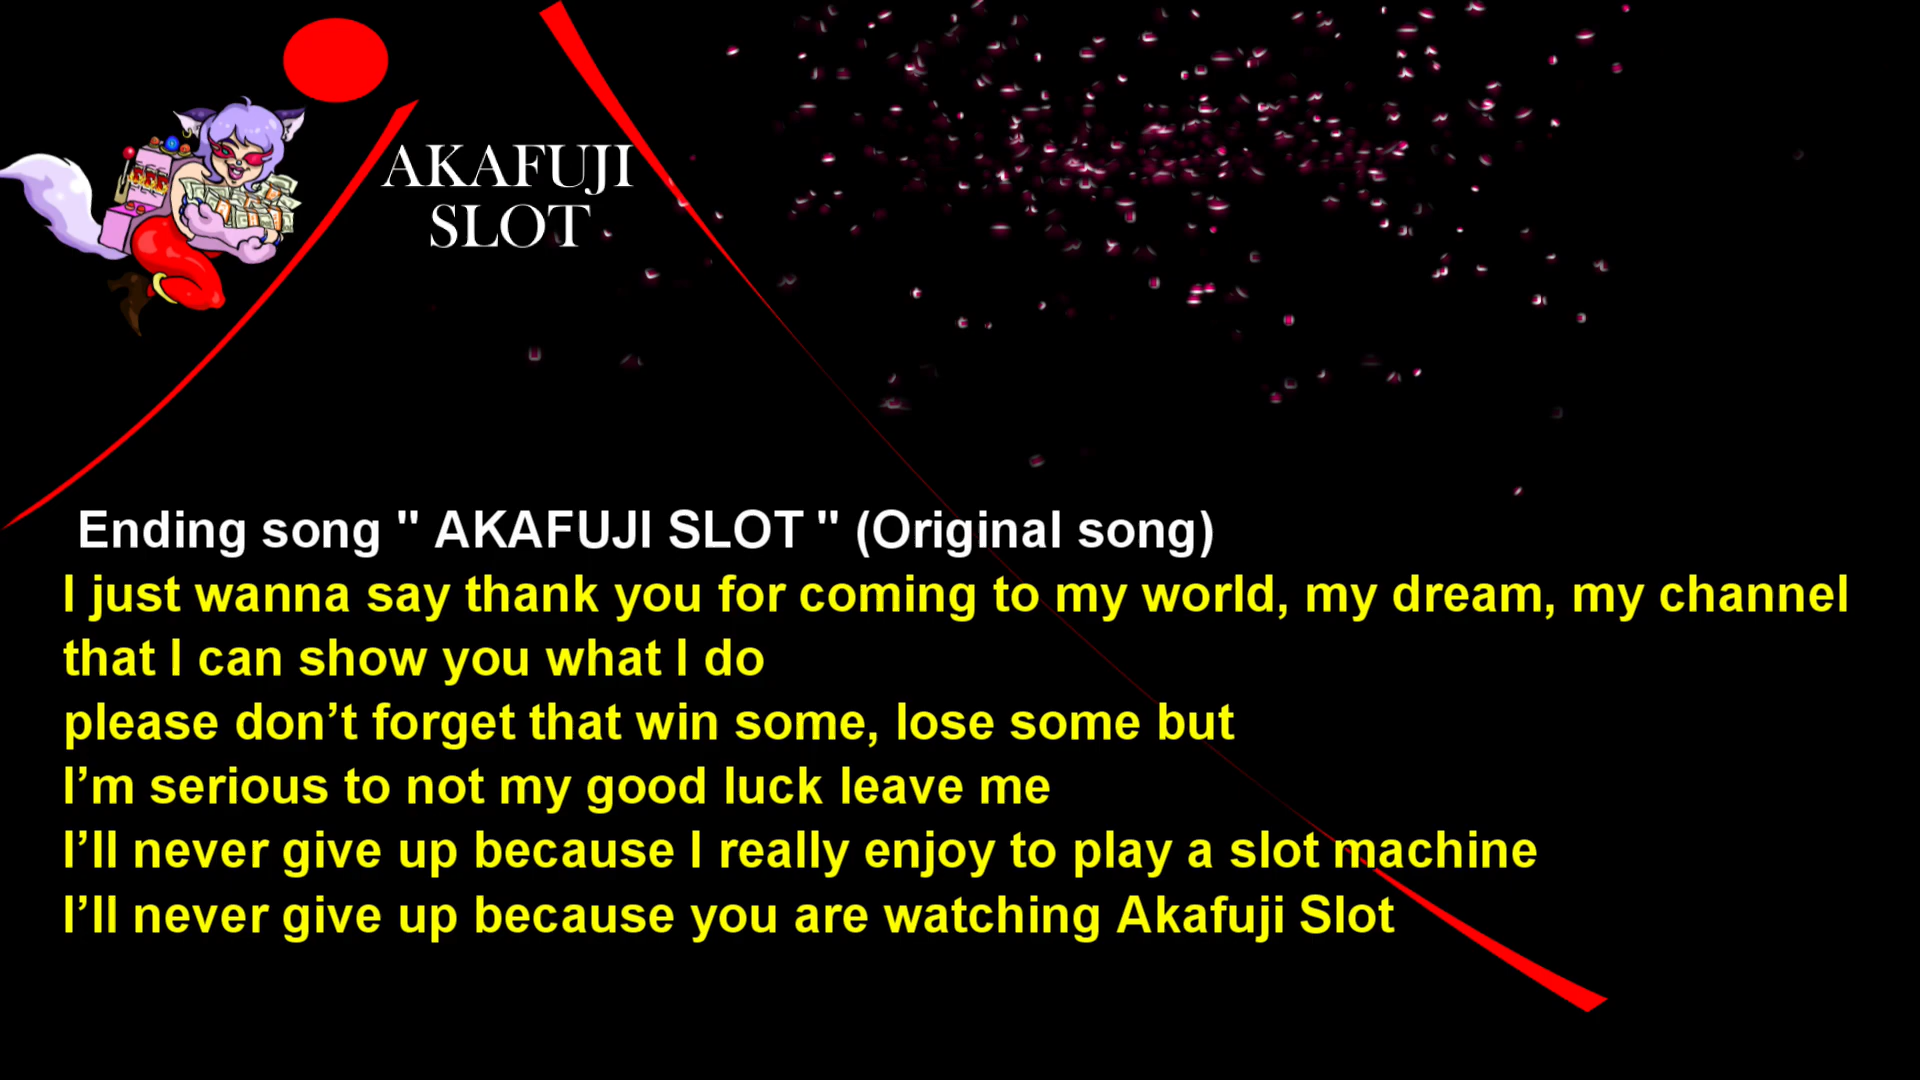 AKAFUJI
SLOT
Ending song " AKAFUJI SLOT " (Original song)
I just wanna say thank you for coming to my world, my dream, my channel
that I can show you what I do
please don’t forget that win some, lose some but
I’m serious to not my good luck leave me
I’ll never give up because I really enjoy to play a slot machine
I’ll never give up because you are watching Akafuji Slot